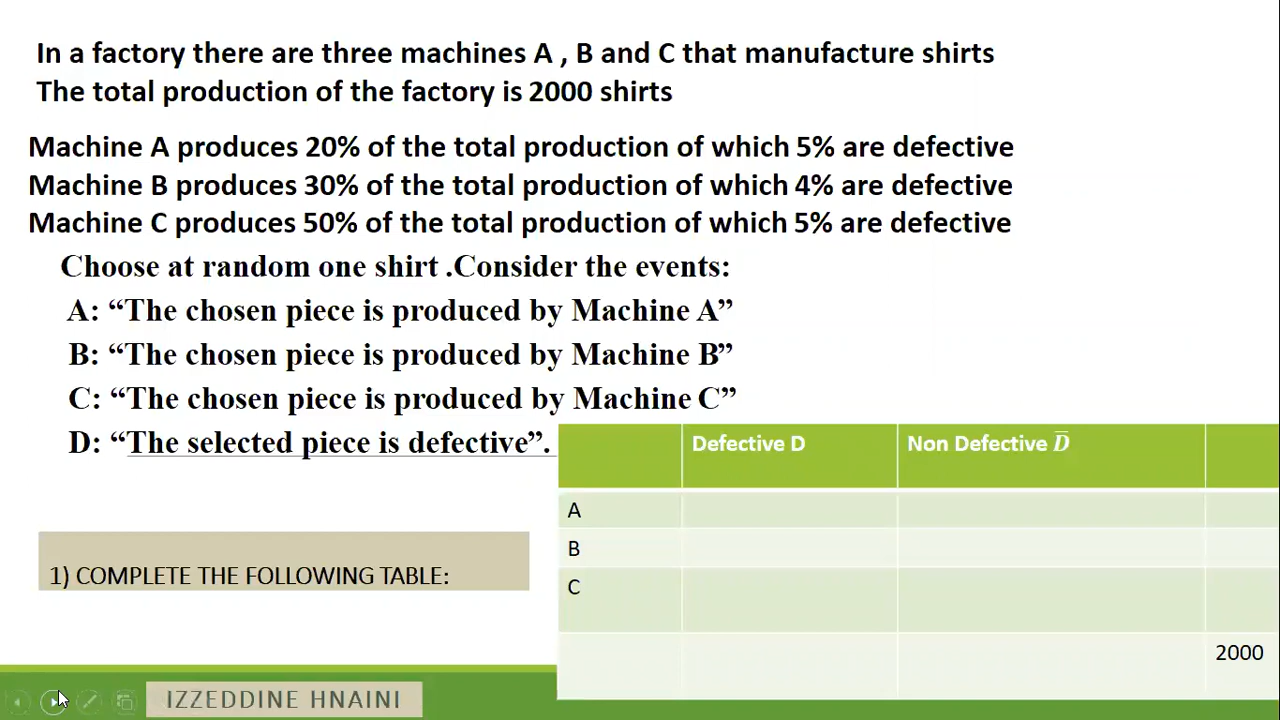 In a factory there are three machines A , B and C that manufacture shirts
The total production of the factory is 2000 shirts
Machine A produces 20% of the total production of which 5% are defective
Machine B produces 30% of the total production of which 4% are defective
Machine C produces 50% of the total production of which 5% are defective
Choose at random one shirt .Consider the events:
A: “The chosen piece is produced by Machine A”
B: “The chosen piece is produced by Machine B”
C: “The chosen piece is produced by Machine C”
D: “The selected piece is defective”.
1) COMPLETE THE FOLLOWING TABLE:
Defective D Non Defective D̅
A
B
C
2000
IZZEDDINE HNAINI